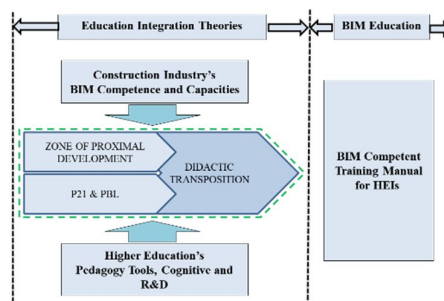 Education Integration Theories
BIM Education
Construction Industry's
BIM Competence and Capacities
ZONE OF PROXIMAL
DEVELOPMENT
DIDACTIC
TRANSPOSITION
P21 & PBL
BIM Competent
Training Manual
for HEIs
Higher Education's
Pedagogy Tools, Cognitive and
R&D